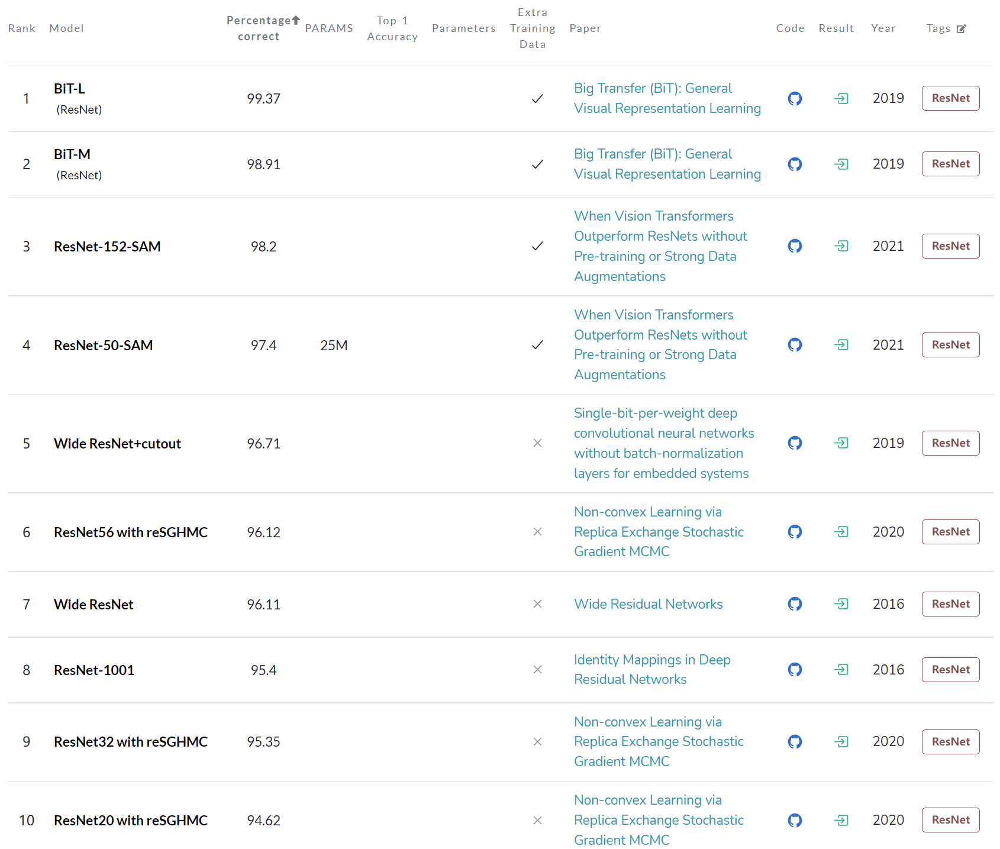 Rank Model Percentage correct PARAMS Top-1 Accuracy Parameters Extra Training Data Paper Code Result Year Tags
1 BiT-L (ResNet) 99.37 Big Transfer (BiT): General Visual Representation Learning 2019 ResNet
2 BiT-M (ResNet) 98.91 Big Transfer (BiT): General Visual Representation Learning 2019 ResNet
3 ResNet-152-SAM 98.2 When Vision Transformers Outperform ResNets without Pre-training or Strong Data Augmentations 2021 ResNet
4 ResNet-50-SAM 97.4 25M When Vision Transformers Outperform ResNets without Pre-training or Strong Data Augmentations 2021 ResNet
5 Wide ResNet+cutout 96.71 Single-bit-per-weight deep convolutional neural networks without batch-normalization layers for embedded systems 2019 ResNet
6 ResNet56 with reSGHMC 96.12 Non-convex Learning via Replica Exchange Stochastic Gradient MCMC 2020 ResNet
7 Wide ResNet 96.11 Wide Residual Networks 2016 ResNet
8 ResNet-1001 95.4 Identity Mappings in Deep Residual Networks 2016 ResNet
9 ResNet32 with reSGHMC 95.35 Non-convex Learning via Replica Exchange Stochastic Gradient MCMC 2020 ResNet
10 ResNet20 with reSGHMC 94.62 Non-convex Learning via Replica Exchange Stochastic Gradient MCMC 2020 ResNet